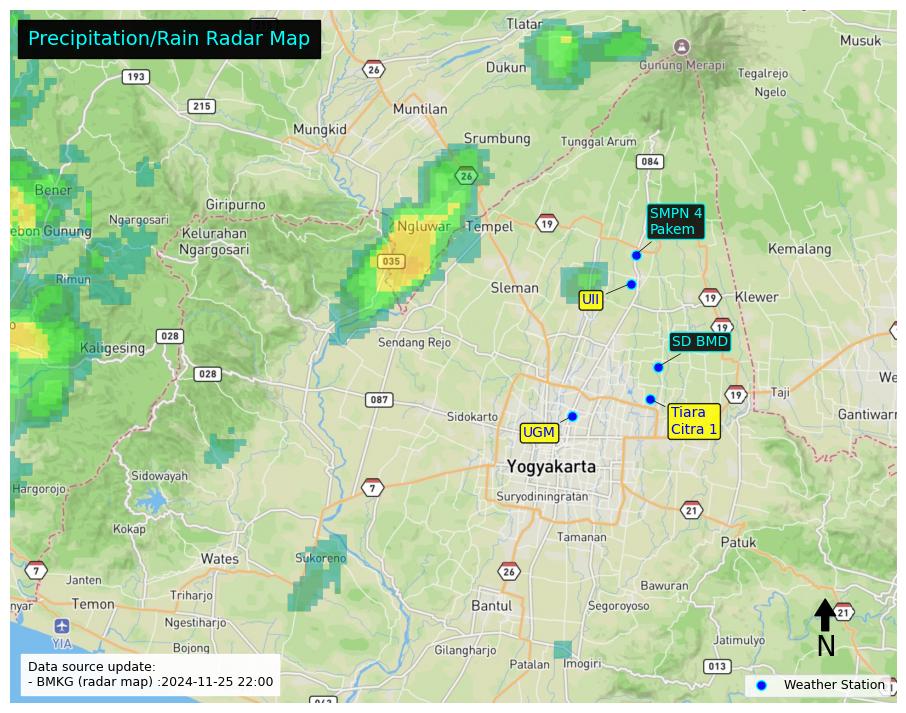 Precipitation/Rain Radar Map
Tlatar
Musuk
Dukun
Gunung Merapi
Tegalrejo
Ngelo
26
193
215
Muntilan
Mungkid
Srumbung
Tunggal Arum
084
26
Bener
Giripurno
Ngargosari
ebon Gunung
Kelurahan
Ngargosari
Ngluwar
Tempel
19
SMPN 4
Pakem
Kemalang
035
Rimun
Sleman
UII
19
Klewer
19
028
Kaligesing
Sendang Rejo
SD BMD
028
087
19
Taji
We
Sidokarto
Tiara
Citra 1
Gantiwarn
UGM
Yogyakarta
Sidowayah
Hargorojo
7
Suryodiningratan
21
Kokap
Tamanan
Patuk
Wates
Sukoreno
7
Janten
26
Bawuran
nyar
Temon
Triharjo
Bantul
Segoroyoso
21
Ngestiharjo
YIA
Bojong
Gilangharjo
Jatimulyo
N
Patalan
Imogiri
013
Data source update:
- BMKG (radar map) :2024-11-25 22:00
Weather Station